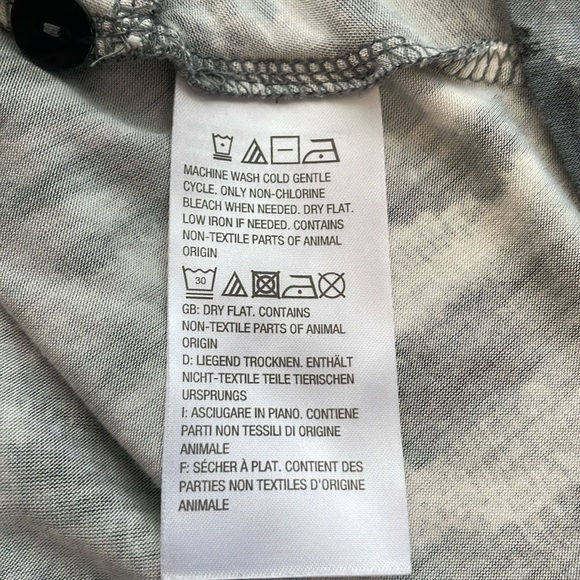 MACHINE WASH COLD GENTLE
CYCLE. ONLY NON-CHLORINE
BLEACH WHEN NEEDED. DRY FLAT.
LOW IRON IF NEEDED. CONTAINS
NON-TEXTILE PARTS OF ANIMAL
ORIGIN
30
GB: DRY FLAT. CONTAINS
NON-TEXTILE PARTS OF ANIMAL
ORIGIN
D: LIEGEND TROCKNEN. ENTHÄLT
NICHT-TEXTILE TEILE TIERISCHEN
URSPRUNGS
I: ASCIUGARE IN PIANO. CONTIENE
PARTI NON TESSILI DI ORIGINE
ANIMALE
F: SÉCHER À PLAT. CONTIENT DES
PARTIES NON TEXTILES D'ORIGINE
ANIMALE